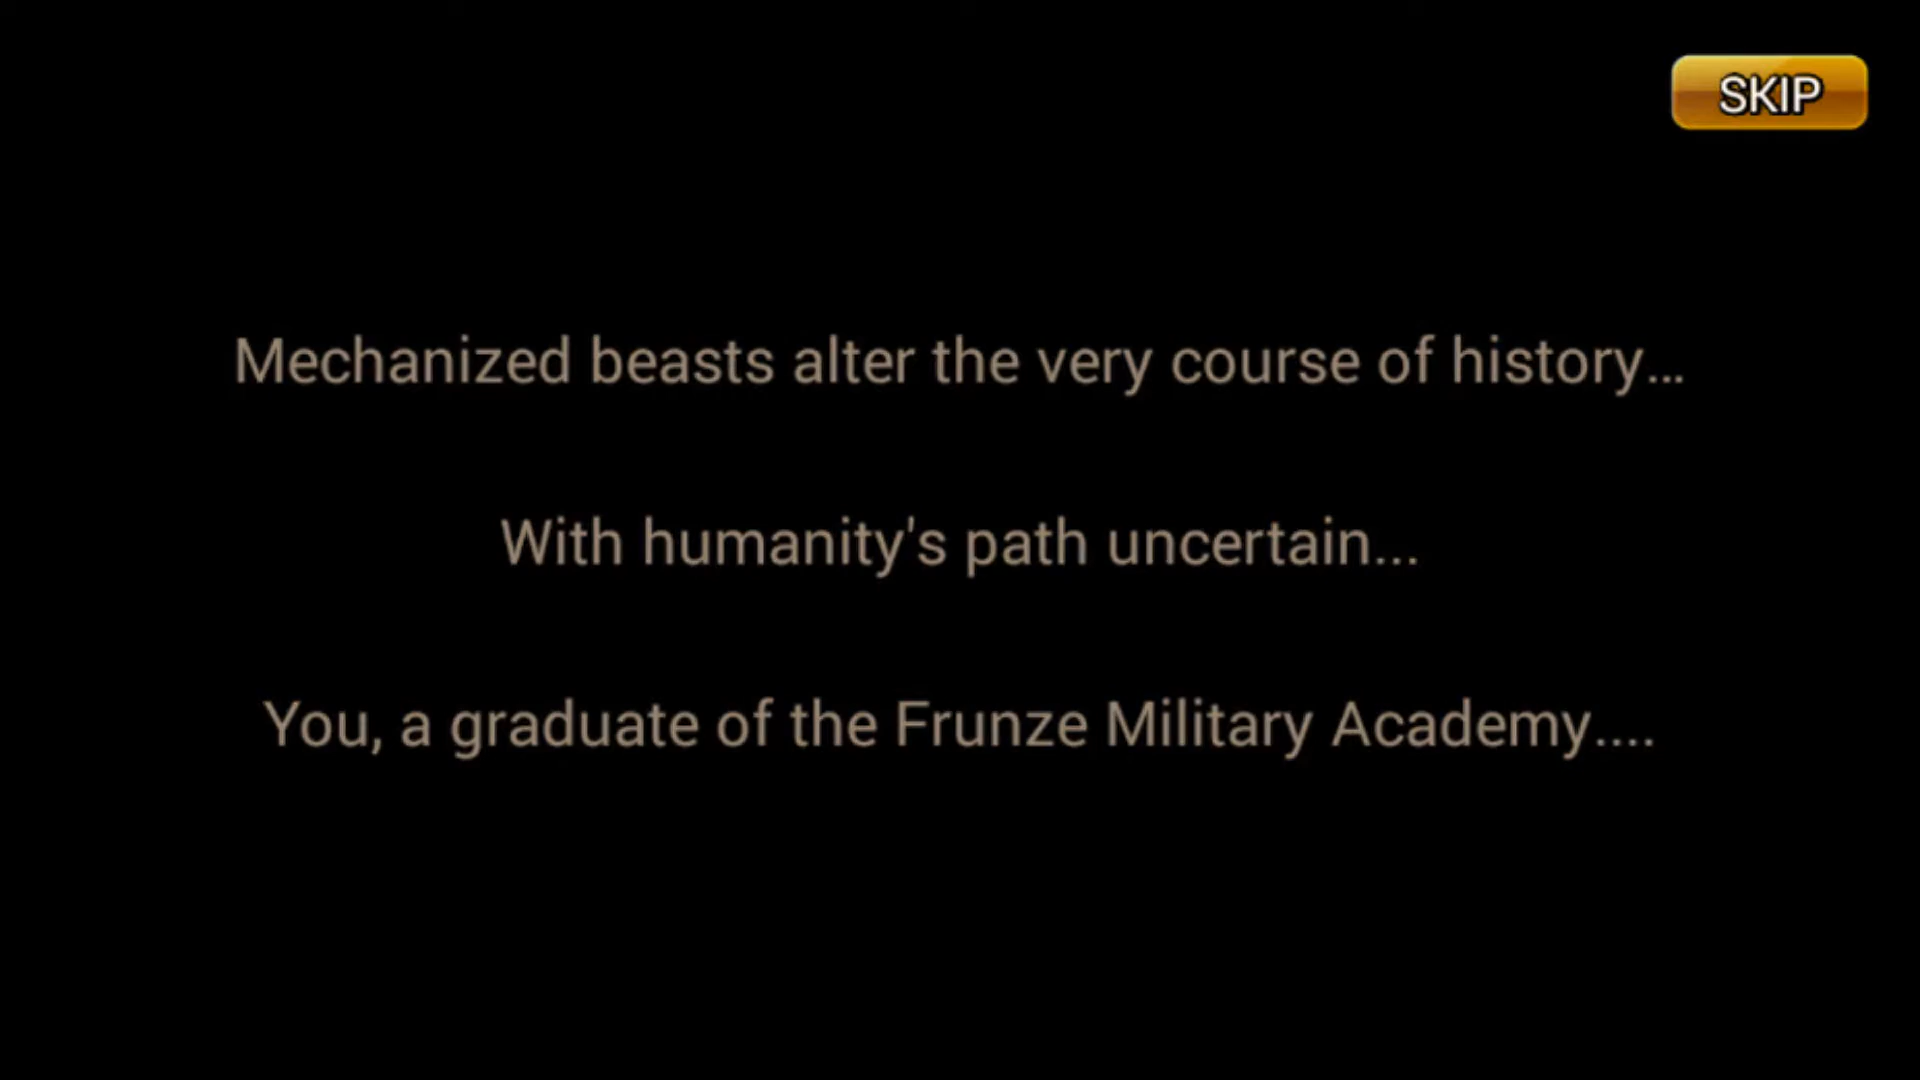 SKIP
Mechanized beasts alter the very course of history...
With humanity's path uncertain...
You, a graduate of the Frunze Military Academy....